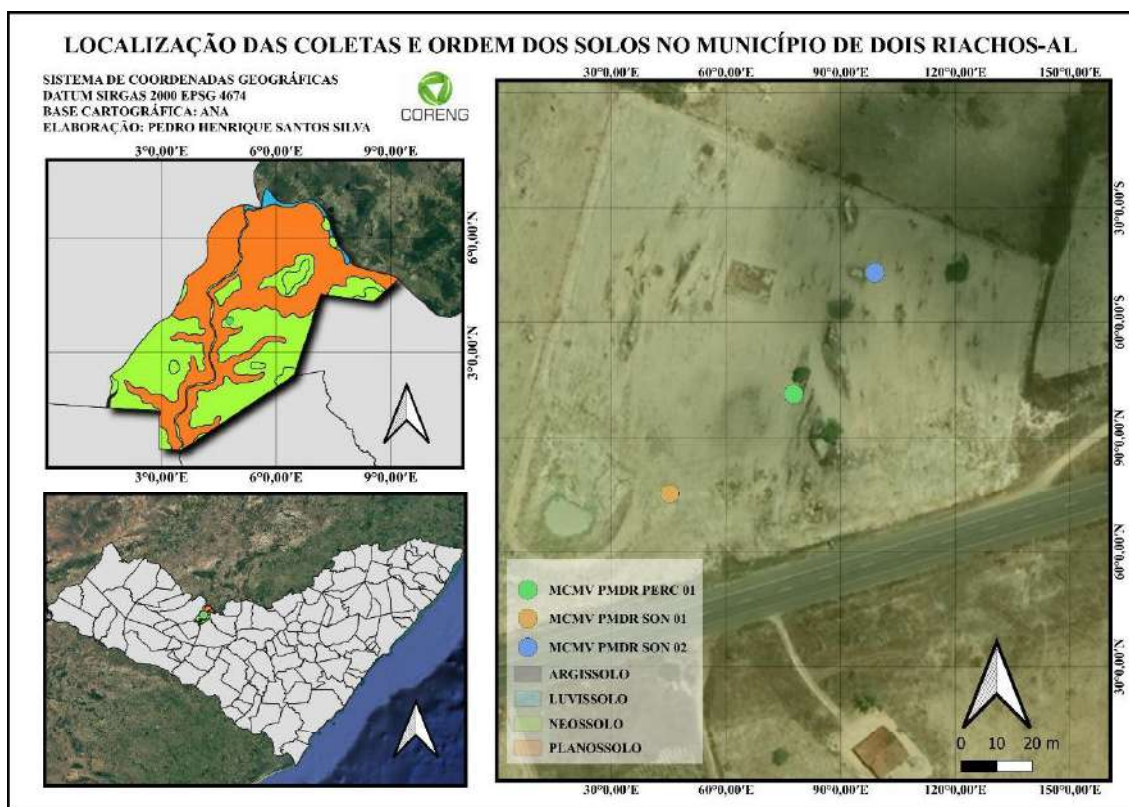 LOCALIZAÇÃO DAS COLETAS E ORDEM DOS SOLOS NO MUNICÍPIO DE DOIS RIACHOS-AL
SISTEMA DE COORDENADAS GEOGRÁFICAS
DATUM SIRGAS 2000 EPSG 4674
BASE CARTOGRÁFICA: ANA
ELABORAÇÃO: PEDRO HENRIQUE SANTOS SILVA
CORENG
3°0,00'E 6°0,00'E 9°0,00'E
6°0,00'N
3°0,00'N
3°0,00'E 6°0,00'E 9°0,00'E
30°0,00'E 60°0,00'E 90°0,00'E 120°0,00'E 150°0,00'E
30°0,00'S
60°0,00'S
90°0,00'N
60°0,00'N
30°0,00'N
MCMV PMDR PERC 01
MCMV PMDR SON 01
MCMV PMDR SON 02
ARGISSOLO
LUVISSOLO
NEOSSOLO
PLANOSSOLO
0 10 20 m
30°0,00'E 60°0,00'E 90°0,00'E 120°0,00'E 150°0,00'E